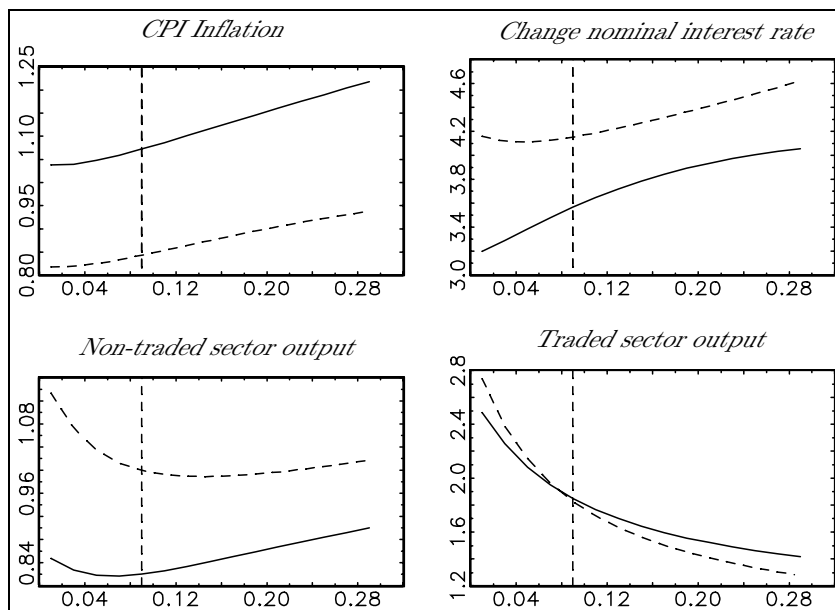 CPI Inflation
1.25
1.10
0.95
0.80
0.04 0.12 0.20 0.28
Change nominal interest rate
4.6
4.2
3.8
3.4
3.0
0.04 0.12 0.20 0.28
Non-traded sector output
1.08
0.96
0.84
0.04 0.12 0.20 0.28
Traded sector output
2.8
2.4
2.0
1.6
1.2
0.04 0.12 0.20 0.28